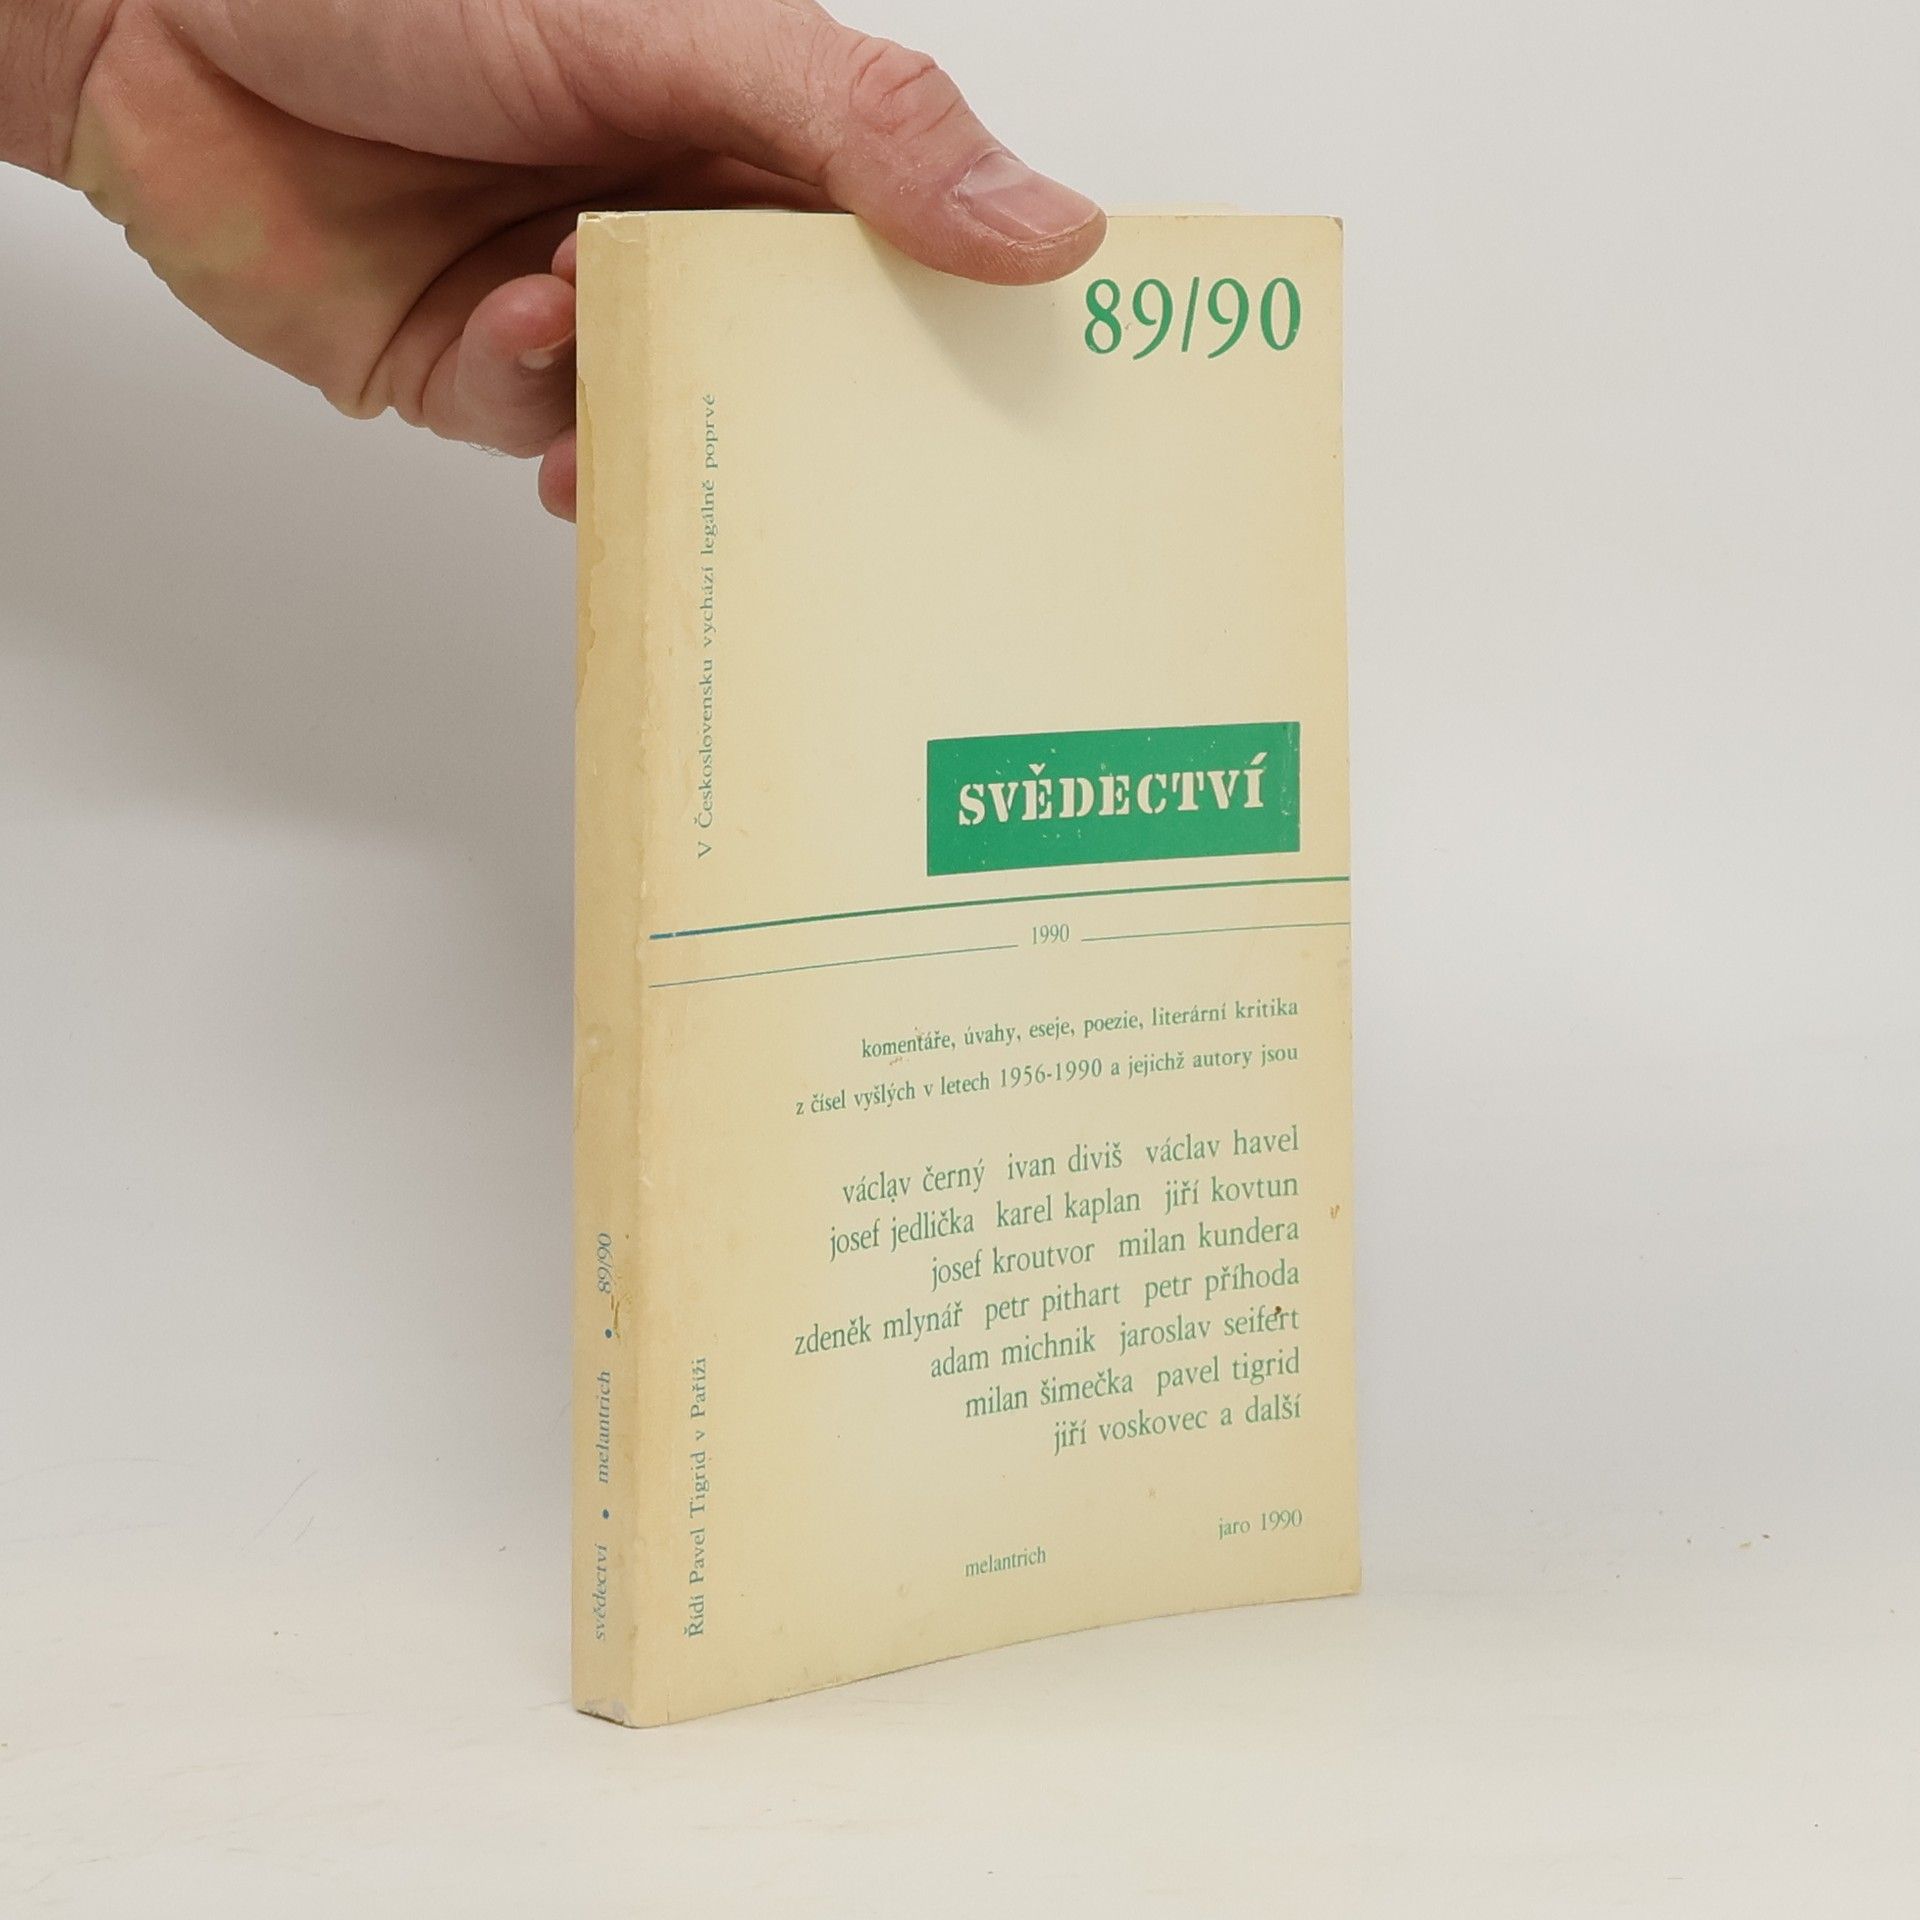 89/90
V Československu vychází legálně poprvé
SVĚDECTVÍ
1990
komentáře, úvahy, eseje, poezie, literární kritika
z čísel vyšlých v letech 1956-1990 a jejichž autory jsou
václav černý ivan diviš václav havel
josef jedlička karel kaplan jiří kovtun
josef kroutvor milan kundera
zdeněk mlynář petr pithart petr příhoda
adam michnik jaroslav seifert
milan šimečka pavel tigrid
jiří voskovec a další
jaro 1990
melantrich
Řídí Pavel Tigrid v Paříži
svědectví • melantrich • 89/90